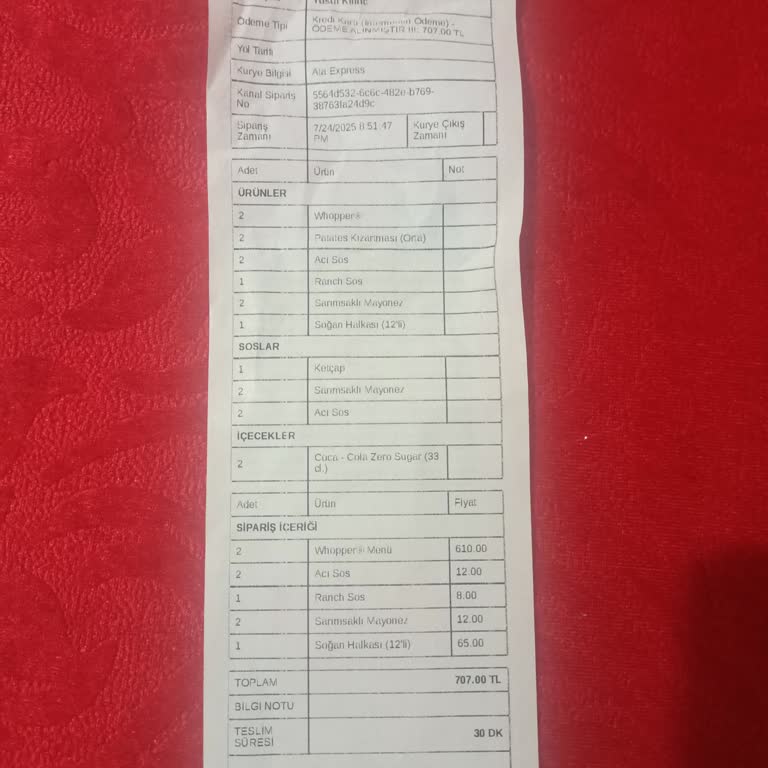 Ödeme Tipi Kredi Kartı (İnternetten Ödeme) -
ÖDEME ALINMIŞTIR !!!: 707.00 TL
Yol Tarifi
Kurye Bilgisi Ata Express
Kanal Sipariş 5564d532-6c6c-482e-b769-
No 38763fa24d9c
Sipariş 7/24/2025 8:51:47 Kurye Çıkış
Zamanı PM Zamanı
Adet Ürün Not
ÜRÜNLER
2 Whopper®
2 Patates Kızartması (Orta)
2 Acı Sos
1 Ranch Sos
2 Sarımsaklı Mayonez
1 Soğan Halkası (12'li)
SOSLAR
1 Ketçap
2 Sarımsaklı Mayonez
2 Acı Sos
İÇECEKLER
2 Coca - Cola Zero Sugar (33
cl.)
Adet Ürün Fiyat
SİPARİŞ İÇERİĞİ
2 Whopper® Menü 610.00
2 Acı Sos 12.00
1 Ranch Sos 8.00
2 Sarımsaklı Mayonez 12.00
1 Soğan Halkası (12'li) 65.00
TOPLAM 707.00 TL
BİLGİ NOTU
TESLİM 30 DK
SÜRESİ